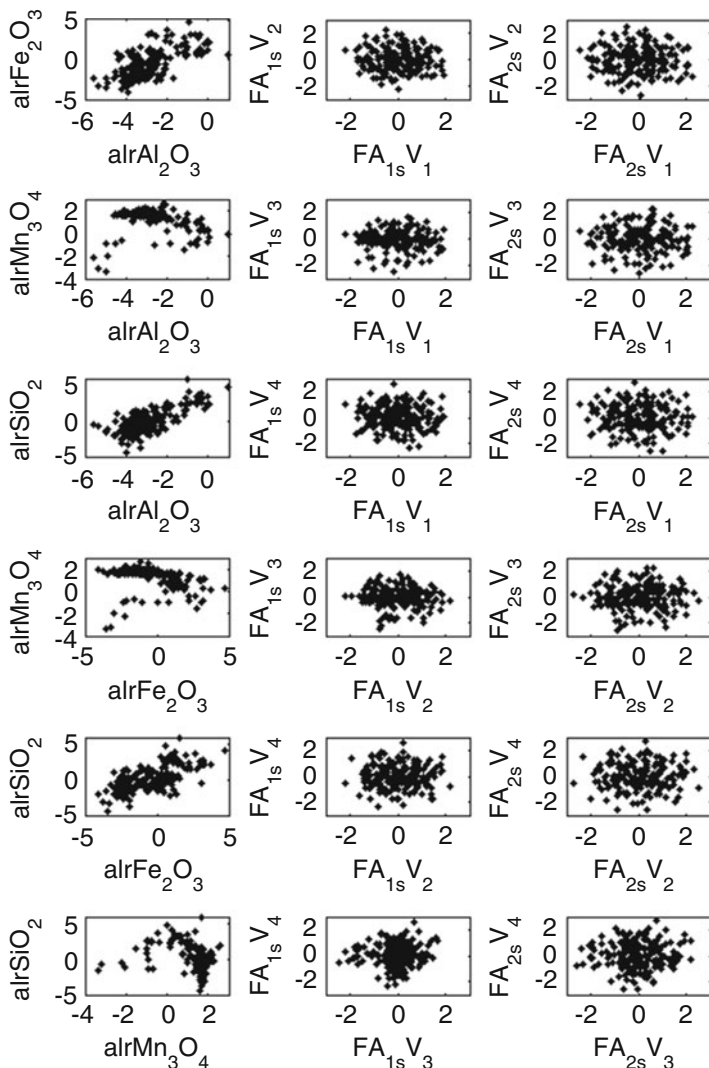 alrFe₂O₃
5
0
-5
-6 -4 -2 0
alrAl₂O₃
FA₁ₛV₂
2
0
-2
-2 0 2
FA₁ₛV₁
FA₂ₛV₂
2
0
-2
-2 0 2
FA₂ₛV₁
alrMn₃O₄
2
0
-2
-4
-6 -4 -2 0
alrAl₂O₃
FA₁ₛV₃
2
0
-2
-2 0 2
FA₁ₛV₁
FA₂ₛV₃
2
0
-2
-2 0 2
FA₂ₛV₁
alrSiO₂
5
0
-5
-6 -4 -2 0
alrAl₂O₃
FA₁ₛV₄
2
0
-2
-2 0 2
FA₁ₛV₁
FA₂ₛV₄
2
0
-2
-2 0 2
FA₂ₛV₁
alrMn₃O₄
2
0
-2
-4
-5 0 5
alrFe₂O₃
FA₁ₛV₃
2
0
-2
-2 0 2
FA₁ₛV₂
FA₂ₛV₃
2
0
-2
-2 0 2
FA₂ₛV₂
alrSiO₂
5
0
-5
-5 0 5
alrFe₂O₃
FA₁ₛV₄
2
0
-2
-2 0 2
FA₁ₛV₂
FA₂ₛV₄
2
0
-2
-2 0 2
FA₂ₛV₂
alrSiO₂
5
0
-5
-4 -2 0 2
alrMn₃O₄
FA₁ₛV₄
2
0
-2
-2 0 2
FA₁ₛV₃
FA₂ₛV₄
2
0
-2
-2 0 2
FA₂ₛV₃